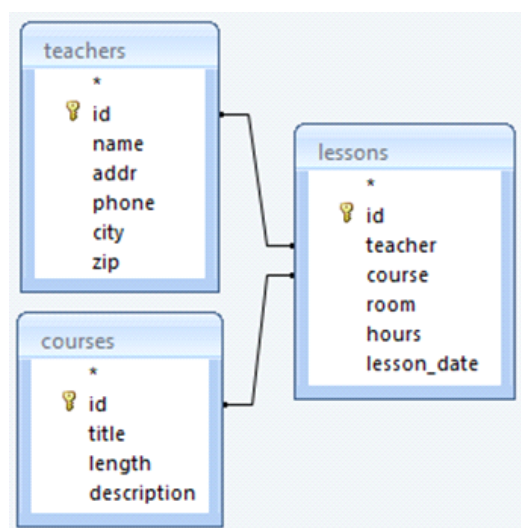 teachers
*
id
name
addr
phone
city
zip
lessons
*
id
teacher
course
room
hours
lesson_date
courses
*
id
title
length
description